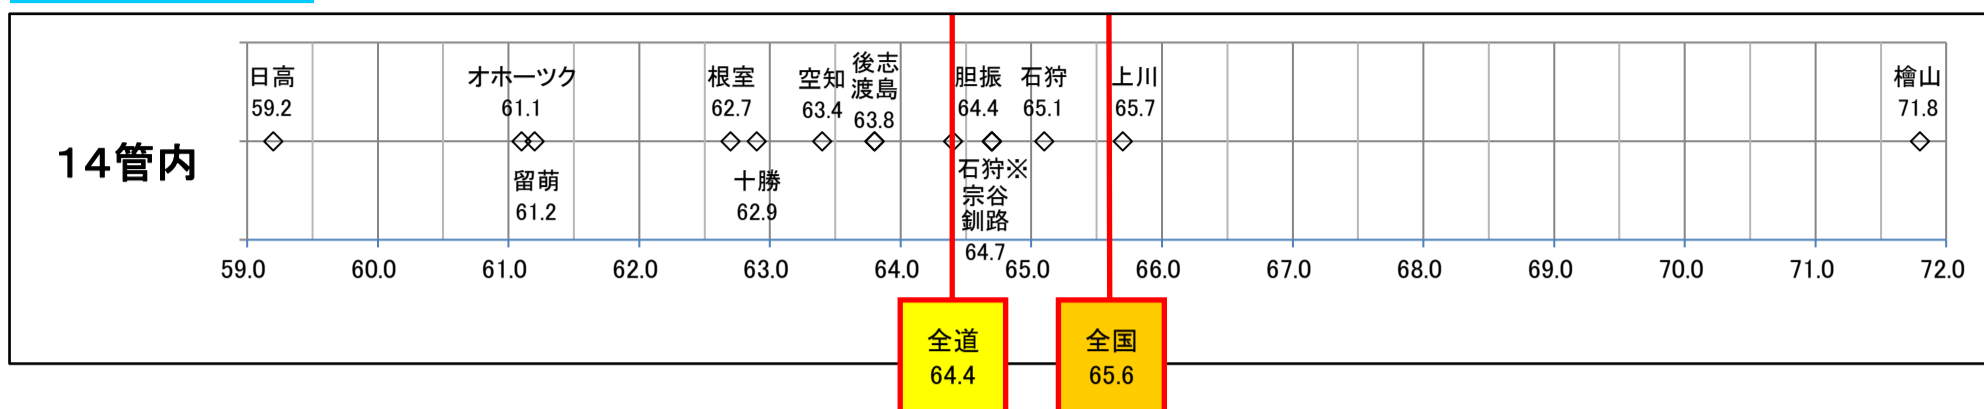 14管内
日高
59.2
オホーツク
61.1
留萌
61.2
根室
62.7
十勝
62.9
空知
63.4
後志
渡島
63.8
胆振
64.4
石狩※
宗谷
釧路
64.7
石狩
65.1
上川
65.7
檜山
71.8
59.0 60.0 61.0 62.0 63.0 64.0 65.0 66.0 67.0 68.0 69.0 70.0 71.0 72.0
全道
64.4
全国
65.6